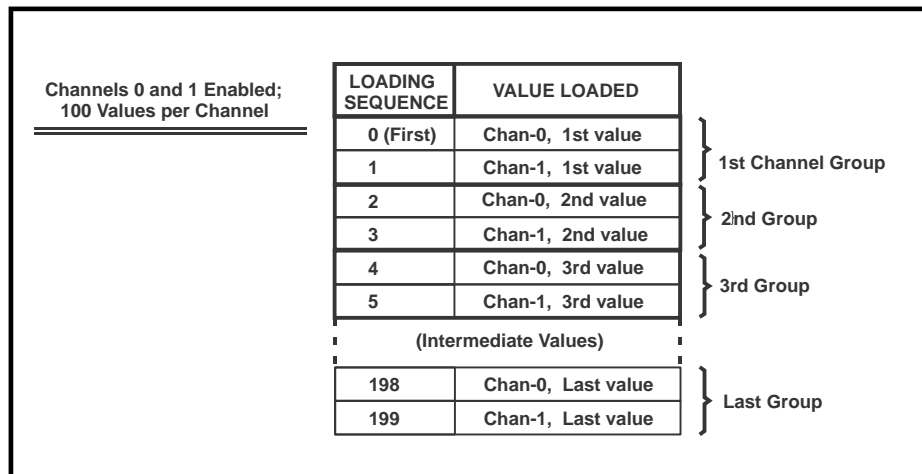 Channels 0 and 1 Enabled;
100 Values per Channel
LOADING SEQUENCE VALUE LOADED
0 (First) Chan-0, 1st value
1 Chan-1, 1st value
1st Channel Group
2 Chan-0, 2nd value
3 Chan-1, 2nd value
2nd Group
4 Chan-0, 3rd value
5 Chan-1, 3rd value
3rd Group
(Intermediate Values)
198 Chan-0, Last value
199 Chan-1, Last value
Last Group